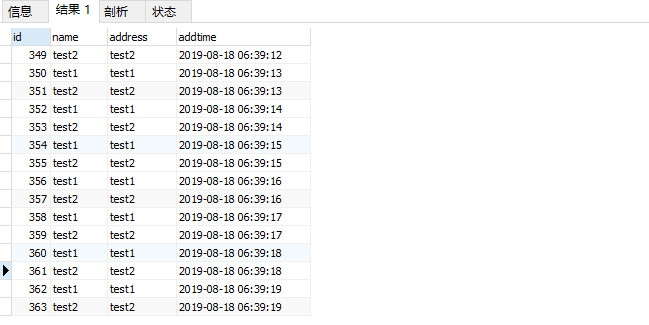 信息 结果 1 剖析 状态
id name address addtime
349 test2 test2 2019-08-18 06:39:12
350 test1 test1 2019-08-18 06:39:13
351 test2 test2 2019-08-18 06:39:13
352 test1 test1 2019-08-18 06:39:14
353 test2 test2 2019-08-18 06:39:14
354 test1 test1 2019-08-18 06:39:15
355 test2 test2 2019-08-18 06:39:15
356 test1 test1 2019-08-18 06:39:16
357 test2 test2 2019-08-18 06:39:16
358 test1 test1 2019-08-18 06:39:17
359 test2 test2 2019-08-18 06:39:17
360 test1 test1 2019-08-18 06:39:18
361 test2 test2 2019-08-18 06:39:18
362 test1 test1 2019-08-18 06:39:19
363 test2 test2 2019-08-18 06:39:19